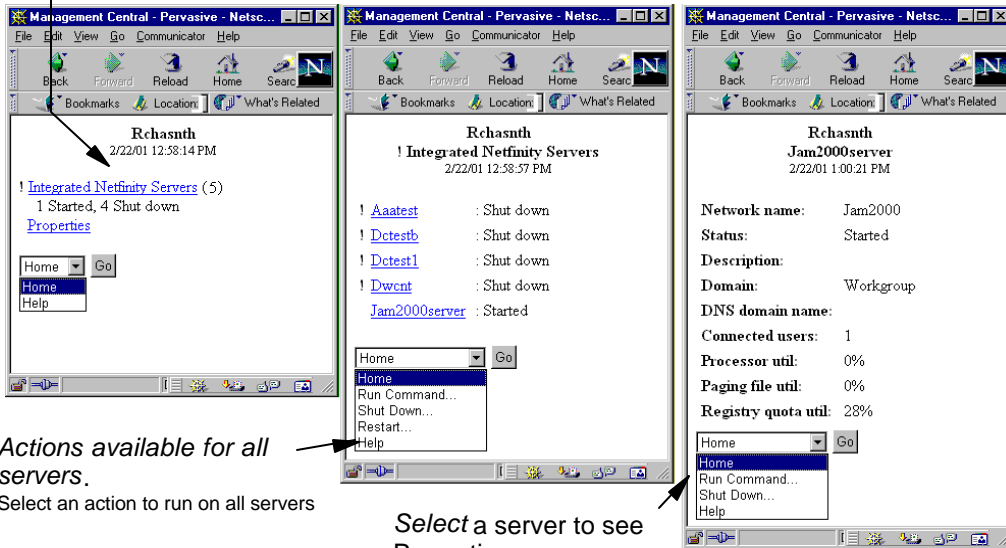 Management Central - Pervasive - Netsc...
File Edit View Go Communicator Help
Back Forward Reload Home Searc N
Bookmarks Location: What's Related
Rchasnth
2/22/01 12:58:14 PM
! Integrated Netfinity Servers (5)
1 Started, 4 Shut down
Properties
Home Go
Home
Help
Actions available for all
servers.
Select an action to run on all servers
Management Central - Pervasive - Netsc...
File Edit View Go Communicator Help
Back Forward Reload Home Searc N
Bookmarks Location: What's Related
Rchasnth
! Integrated Netfinity Servers
2/22/01 12:58:57 PM
! Aaatest : Shut down
! Dctestb : Shut down
! Dctest1 : Shut down
! Dwcnt : Shut down
Jam2000server : Started
Home Go
Home
Run Command...
Shut Down...
Restart...
Help
Select a server to see
Management Central - Pervasive - Netsc...
File Edit View Go Communicator Help
Back Forward Reload Home Searc N
Bookmarks Location: What's Related
Rchasnth
Jam2000server
2/22/01 1:00:21 PM
Network name: Jam2000
Status: Started
Description:
Domain: Workgroup
DNS domain name:
Connected users: 1
Processor util: 0%
Paging file util: 0%
Registry quota util: 28%
Home Go
Home
Run Command...
Shut Down...
Help